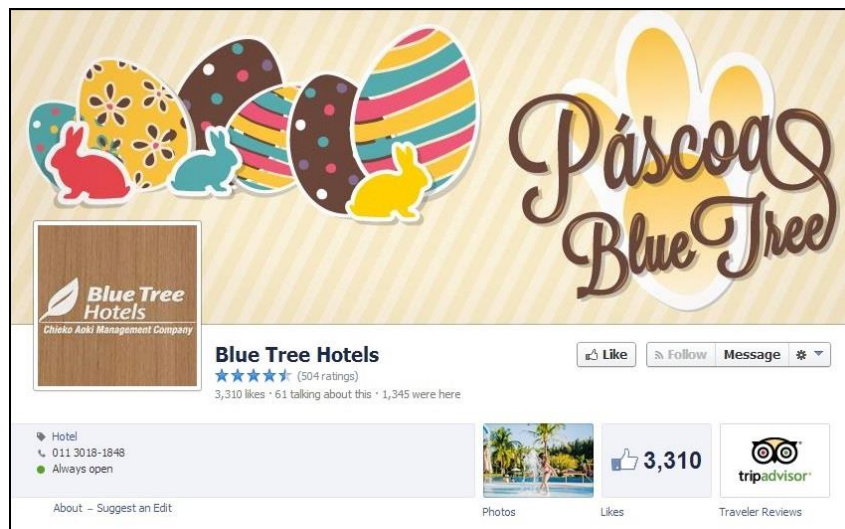 Páscoa
Blue Tree
Blue Tree
Hotels
Chieko Aoki Management Company
Blue Tree Hotels
(504 ratings)
3,310 likes · 61 talking about this · 1,345 were here
Like
Follow
Message
Hotel
011 3018-1848
Always open
About – Suggest an Edit
3,310
tripadvisor®
Photos
Likes
Traveler Reviews